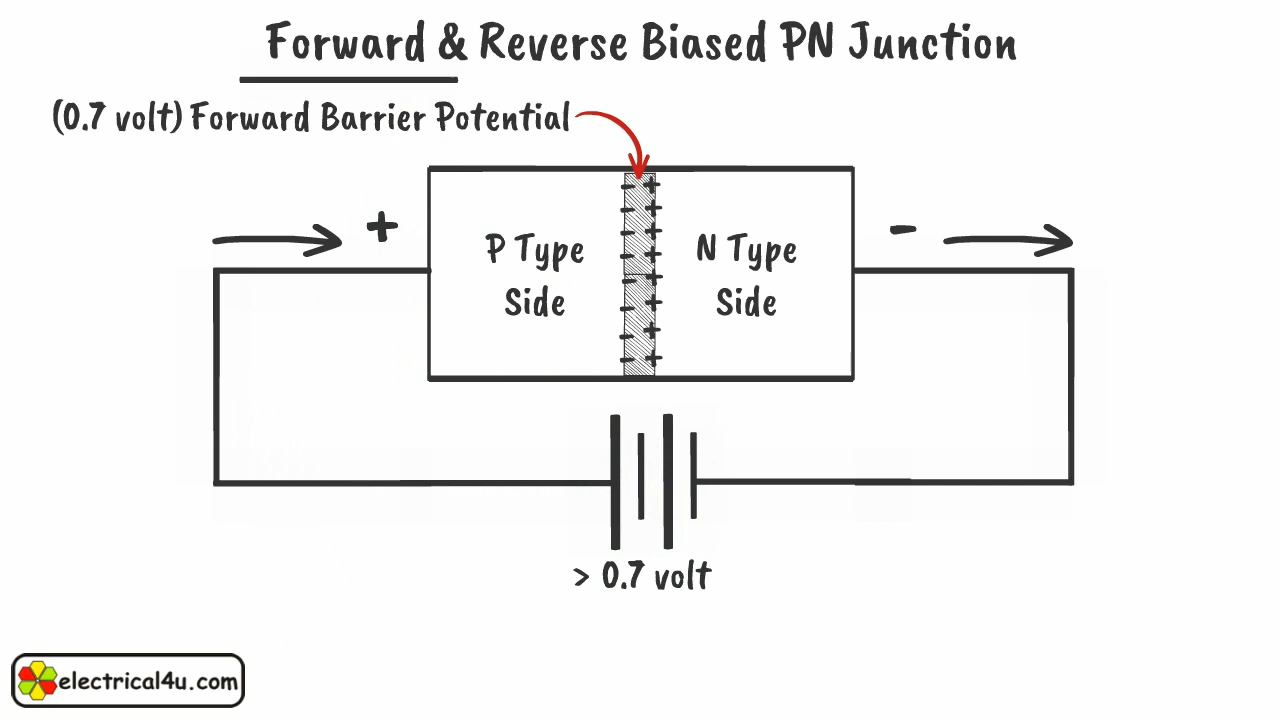 Forward & Reverse Biased PN Junction
(0.7 volt) Forward Barrier Potential
+
-
P Type
Side
N Type
Side
> 0.7 volt
electrical4u.com